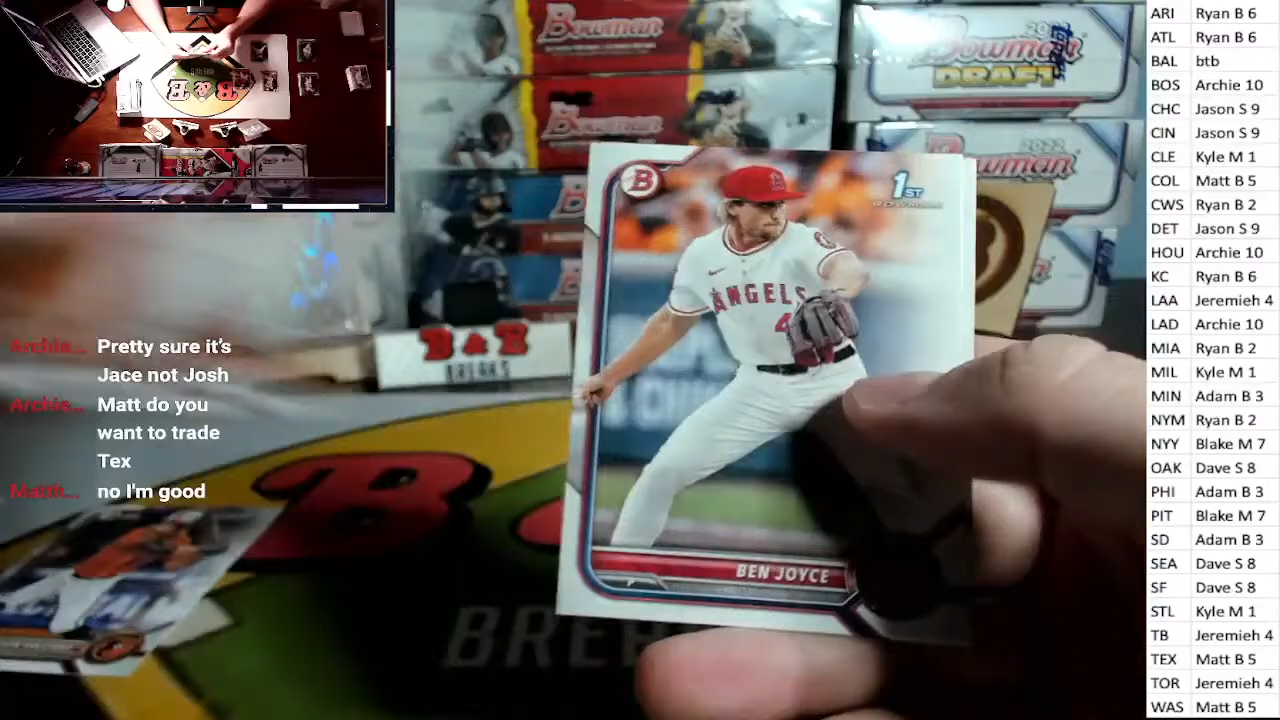 Bowman
Bowman
Bowman
DRAFT
2022
Bowman
B & B
BREAKS
B
1ST
BOWMAN
ANGELS
4
BEN JOYCE
P
B
BRE
Archie... Pretty sure it's
Jace not Josh
Archie... Matt do you
want to trade
Tex
Matth... no I'm good
ARI Ryan B 6
ATL Ryan B 6
BAL btb
BOS Archie 10
CHC Jason S 9
CIN Jason S 9
CLE Kyle M 1
COL Matt B 5
CWS Ryan B 2
DET Jason S 9
HOU Archie 10
KC Ryan B 6
LAA Jeremieh 4
LAD Archie 10
MIA Ryan B 2
MIL Kyle M 1
MIN Adam B 3
NYM Ryan B 2
NYY Blake M 7
OAK Dave S 8
PHI Adam B 3
PIT Blake M 7
SD Adam B 3
SEA Dave S 8
SF Dave S 8
STL Kyle M 1
TB Jeremieh 4
TEX Matt B 5
TOR Jeremieh 4
WAS Matt B 5